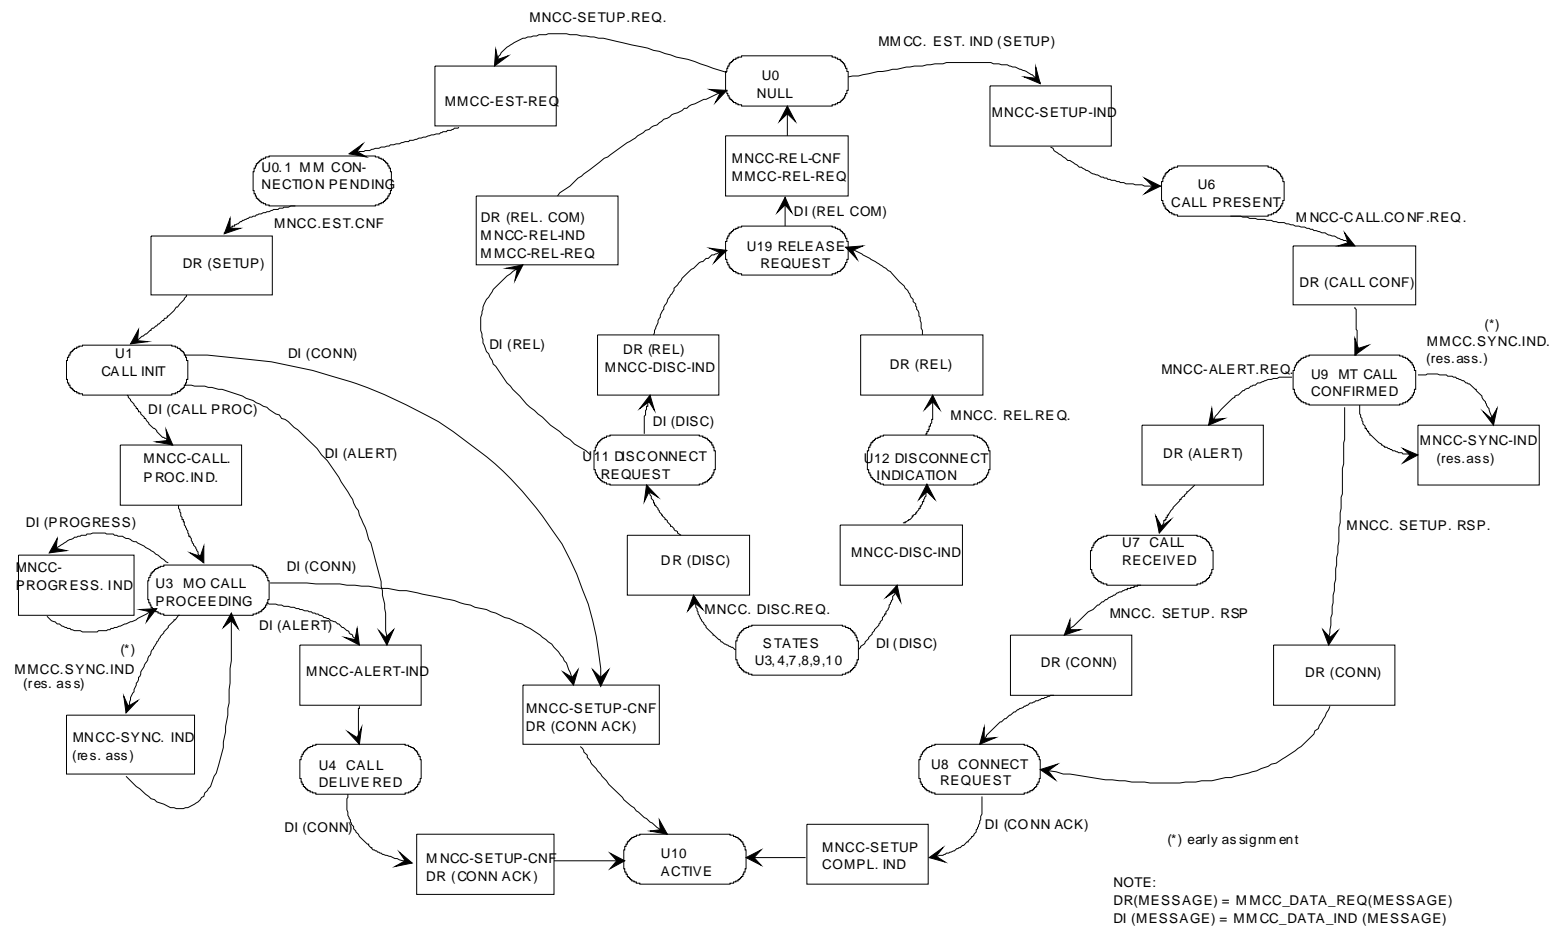 MNCC-SETUP.REQ.
MMCC. EST. IND (SETUP)
U0
NULL
MMCC-EST-REQ
MNCC-SETUP-IND
MNCC-REL-CNF
MMCC-REL-REQ
U0.1 MM CON-
NECTION PENDING
U6
CALL PRESENT
MNCC.EST.CNF
DR (REL. COM)
MNCC-REL-IND
MMCC-REL-REQ
DI (REL COM)
MNCC-CALL.CONF.REQ.
DR (SETUP)
U19 RELEASE
REQUEST
DR (CALL CONF)
(*)
MMCC.SYNC.IND.
(res.ass.)
U1
CALL INIT
DI (CONN)
DI (REL)
DR (REL)
MNCC-DISC-IND
DR (REL)
MNCC-ALERT.REQ.
U9 MT CALL
CONFIRMED
DI (CALL PROC)
DI (DISC)
MNCC. REL.REQ.
MNCC-CALL.
PROC.IND.
DI (ALERT)
U11 DISCONNECT
REQUEST
U12 DISCONNECT
INDICATION
DR (ALERT)
MNCC-SYNC-IND
(res.ass)
DI (PROGRESS)
MNCC. SETUP. RSP.
MNCC-
PROGRESS. IND
U3 MO CALL
PROCEEDING
DI (CONN)
DR (DISC)
MNCC-DISC-IND
U7 CALL
RECEIVED
DI (ALERT)
MNCC. DISC.REQ.
MNCC. SETUP. RSP
(*)
MMCC.SYNC.IND
(res. ass)
MNCC-ALERT-IND
STATES
U3,4,7,8,9,10
DI (DISC)
DR (CONN)
DR (CONN)
MNCC-SYNC. IND
(res. ass)
MNCC-SETUP-CNF
DR (CONN ACK)
U4 CALL
DELIVERED
U8 CONNECT
REQUEST
DI (CONN)
DI (CONN ACK)
MNCC-SETUP-CNF
DR (CONN ACK)
U10
ACTIVE
MNCC-SETUP
COMPL. IND
(*) early assignment
NOTE:
DR(MESSAGE) = MMCC_DATA_REQ(MESSAGE)
DI (MESSAGE) = MMCC_DATA_IND (MESSAGE)